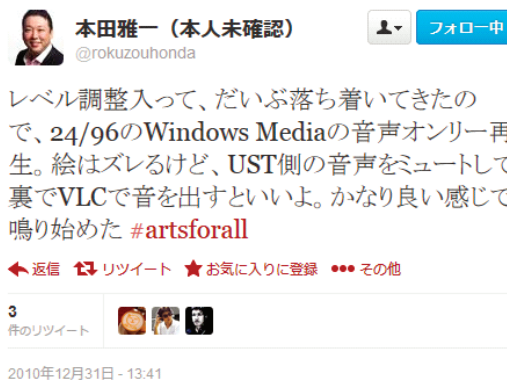 本田雅一（本人未確認）
フォロー中
@rokuzouhonda
レベル調整入って、だいぶ落ち着いてきたの
で、24/96のWindows Mediaの音声オンリー再
生。絵はズレるけど、UST側の音声をミュートして
裏でVLCで音を出すといいよ。かなり良い感じで
鳴り始めた #artsforall
返信 リツイート お気に入りに登録 その他
3
件のリツイート
2010年12月31日 - 13:41